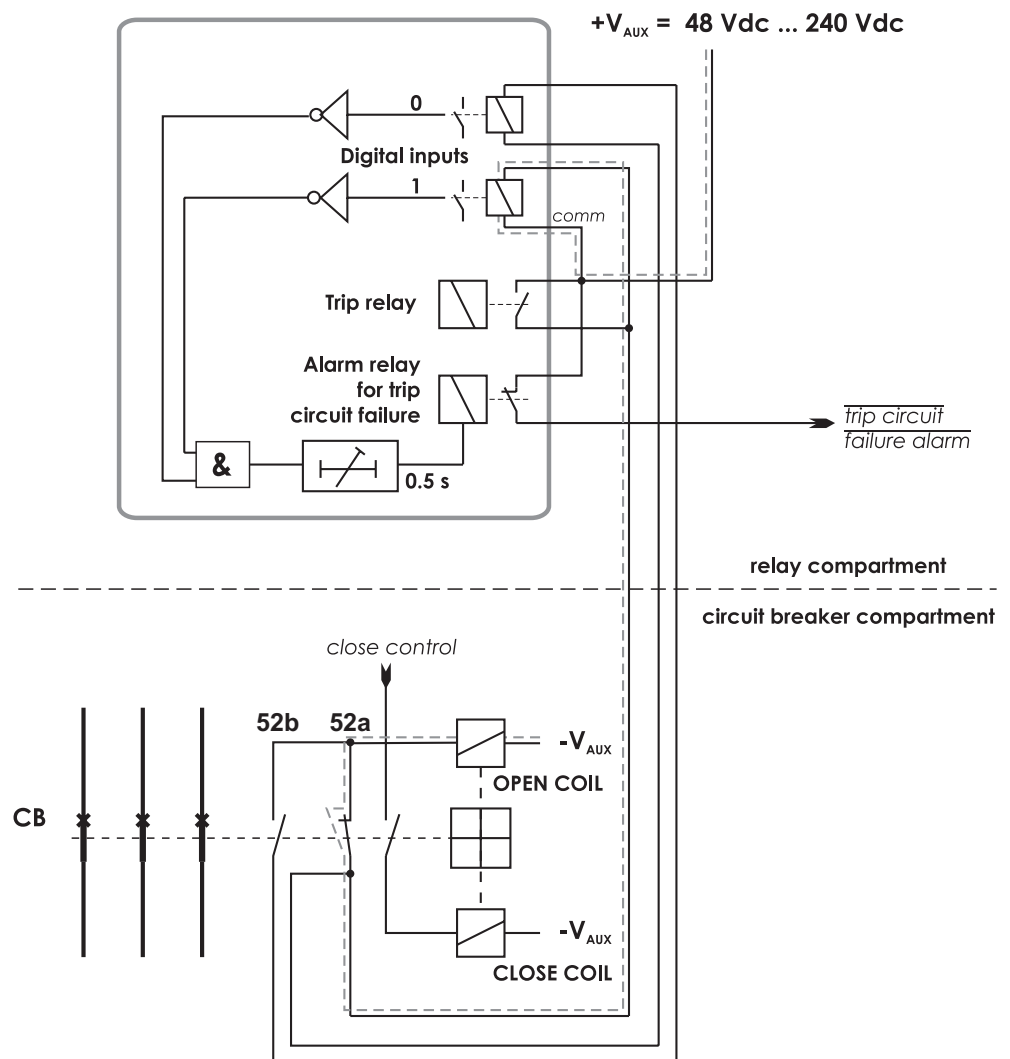 +VAUX = 48 Vdc ... 240 Vdc
0
Digital inputs
1
comm
Trip relay
Alarm relay
for trip
circuit failure
trip circuit
failure alarm
&
0.5 s
relay compartment
circuit breaker compartment
close control
52b 52a
-VAUX
OPEN COIL
CB
-VAUX
CLOSE COIL